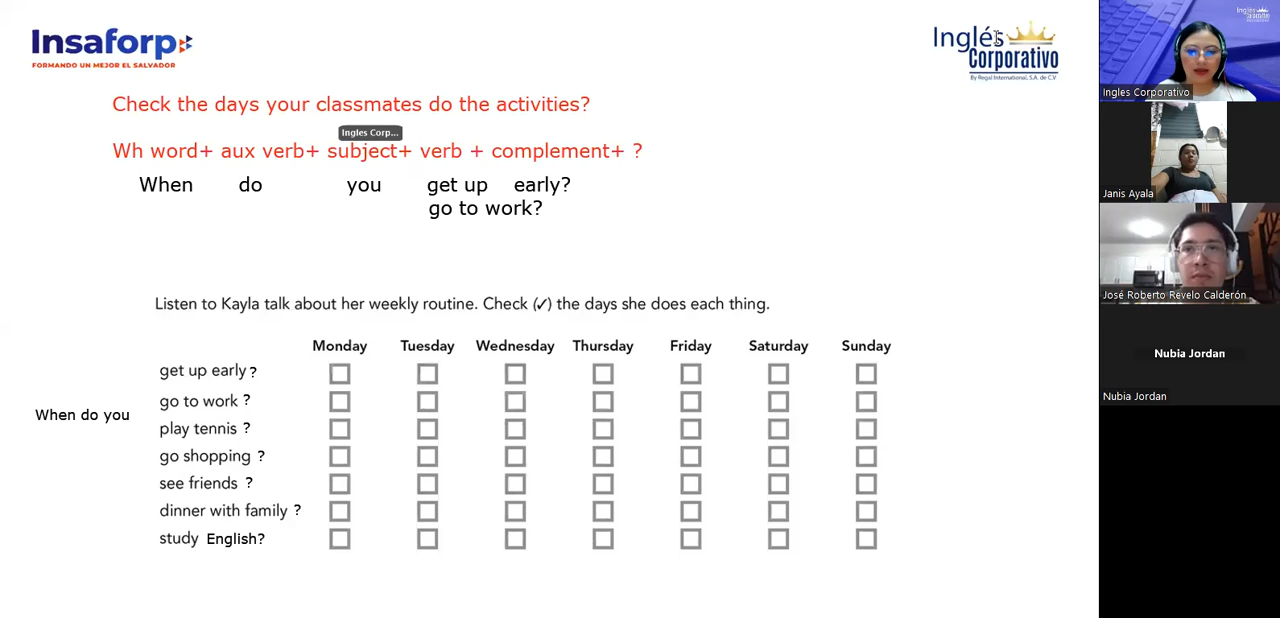 Insaforp
FORMANDO UN MEJOR EL SALVADOR
Inglés
Corporativo
By Regal International, S.A. de C.V
Check the days your classmates do the activities?
Ingles Corp...
Wh word+ aux verb+ subject+ verb + complement+ ?
When do you get up early?
go to work?
Listen to Kayla talk about her weekly routine. Check (✓) the days she does each thing.
Monday Tuesday Wednesday Thursday Friday Saturday Sunday
get up early ?
go to work ?
When do you
play tennis ?
go shopping ?
see friends ?
dinner with family ?
study English?
Ingles Corporativo
Janis Ayala
José Roberto Revelo Calderón
Nubia Jordan
Nubia Jordan